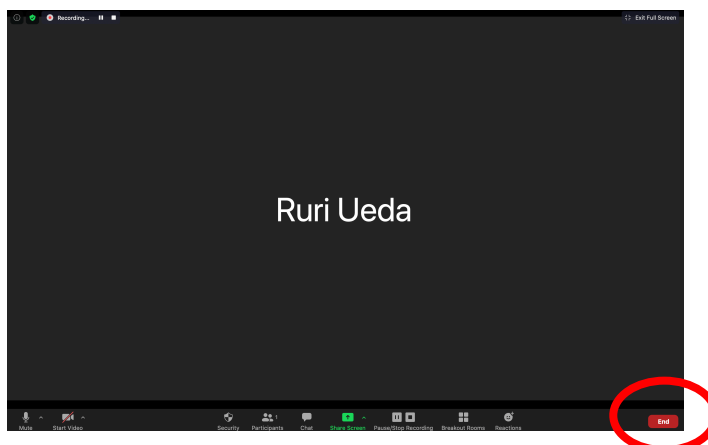 Recording...
Exit Full Screen
Ruri Ueda
1
Mute
Start Video
Security
Participants
Chat
Share Screen
Pause/Stop Recording
Breakout Rooms
Reactions
End